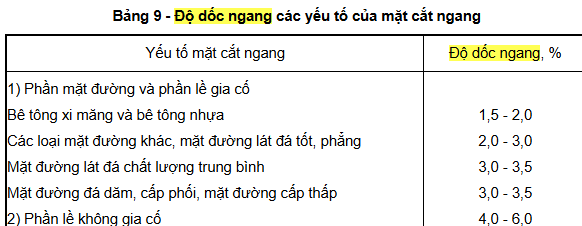 Bảng 9 - Độ dốc ngang các yếu tố của mặt cắt ngang
Yếu tố mặt cắt ngang Độ dốc ngang, %
1) Phần mặt đường và phần lề gia cố
Bê tông xi măng và bê tông nhựa 1,5 - 2,0
Các loại mặt đường khác, mặt đường lát đá tốt, phẳng 2,0 - 3,0
Mặt đường lát đá chất lượng trung bình 3,0 - 3,5
Mặt đường đá dăm, cấp phối, mặt đường cấp thấp 3,0 - 3,5
2) Phần lề không gia cố 4,0 - 6,0